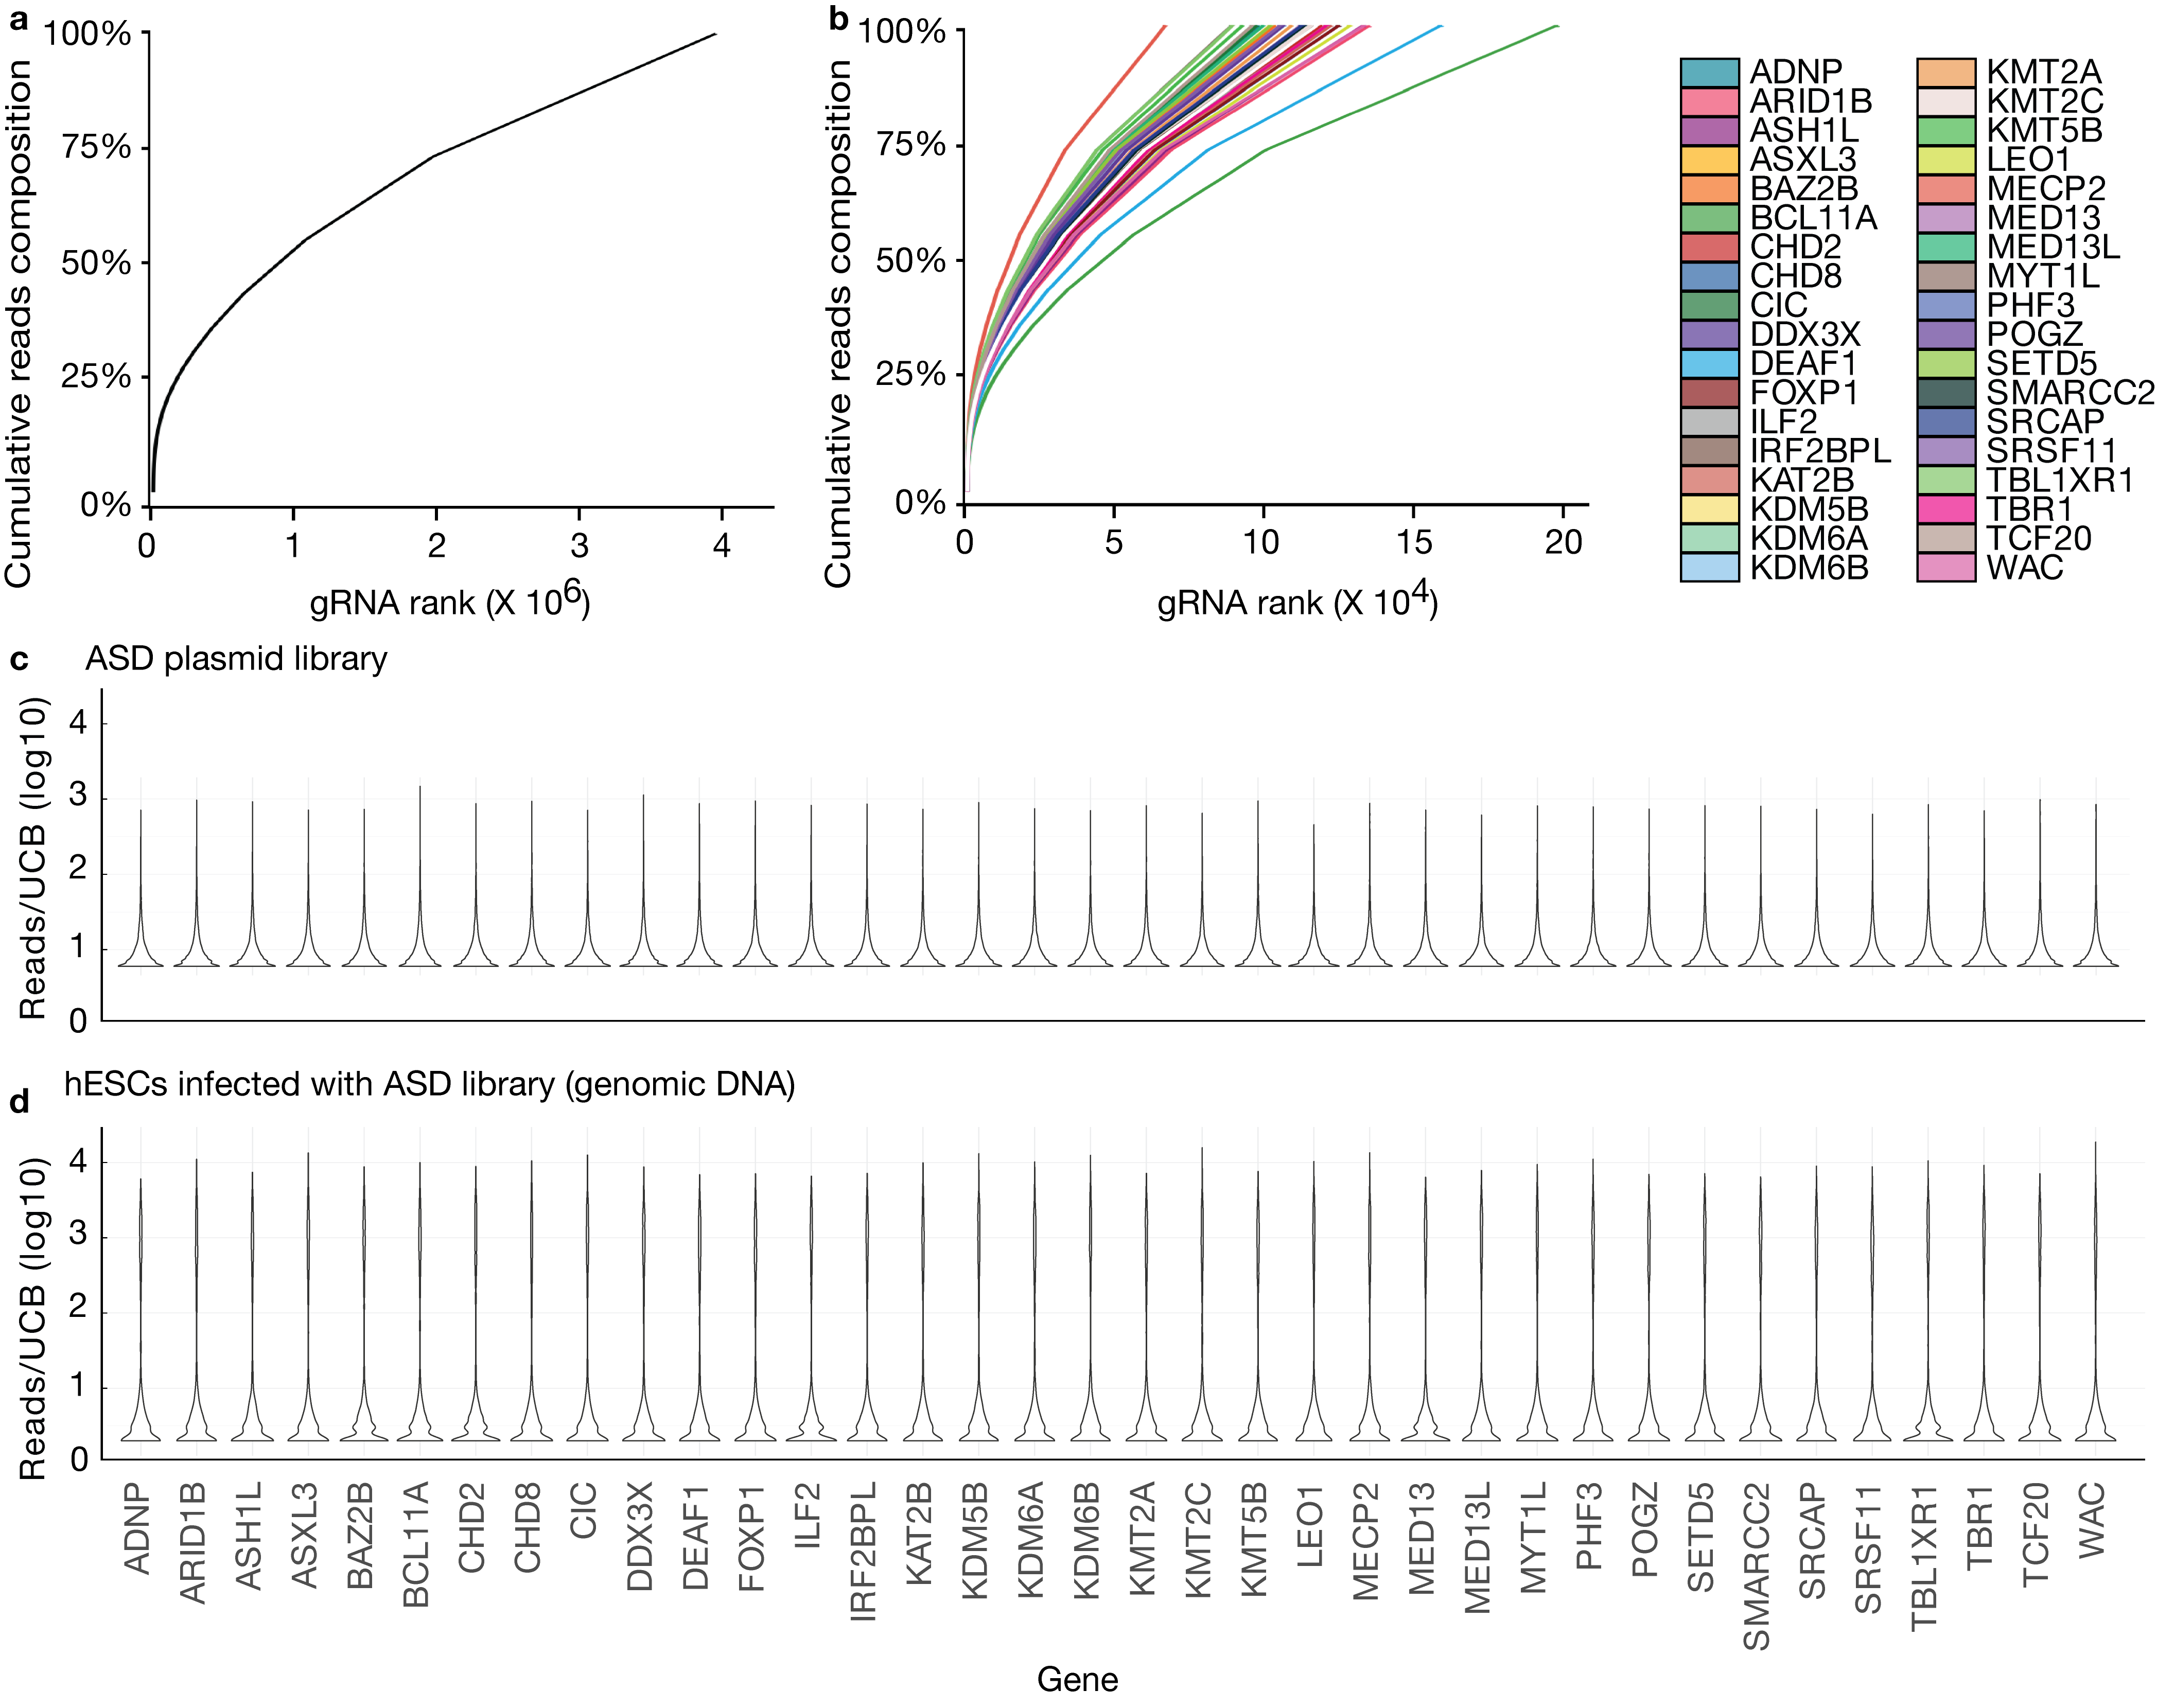 a
100%
75%
50%
25%
0%
Cumulative reads composition
0 1 2 3 4
gRNA rank (X 10⁶)
b
100%
75%
50%
25%
0%
Cumulative reads composition
0 5 10 15 20
gRNA rank (X 10⁴)
ADNP
ARID1B
ASH1L
ASXL3
BAZ2B
BCL11A
CHD2
CHD8
CIC
DDX3X
DEAF1
FOXP1
ILF2
IRF2BPL
KAT2B
KDM5B
KDM6A
KDM6B
KMT2A
KMT2C
KMT5B
LEO1
MECP2
MED13
MED13L
MYT1L
PHF3
POGZ
SETD5
SMARCC2
SRCAP
SRSF11
TBL1XR1
TBR1
TCF20
WAC
c ASD plasmid library
Reads/UCB (log10)
4
3
2
1
0
d hESCs infected with ASD library (genomic DNA)
Reads/UCB (log10)
4
3
2
1
0
ADNP
ARID1B
ASH1L
ASXL3
BAZ2B
BCL11A
CHD2
CHD8
CIC
DDX3X
DEAF1
FOXP1
ILF2
IRF2BPL
KAT2B
KDM5B
KDM6A
KDM6B
KMT2A
KMT2C
KMT5B
LEO1
MECP2
MED13
MED13L
MYT1L
PHF3
POGZ
SETD5
SMARCC2
SRCAP
SRSF11
TBL1XR1
TBR1
TCF20
WAC
Gene